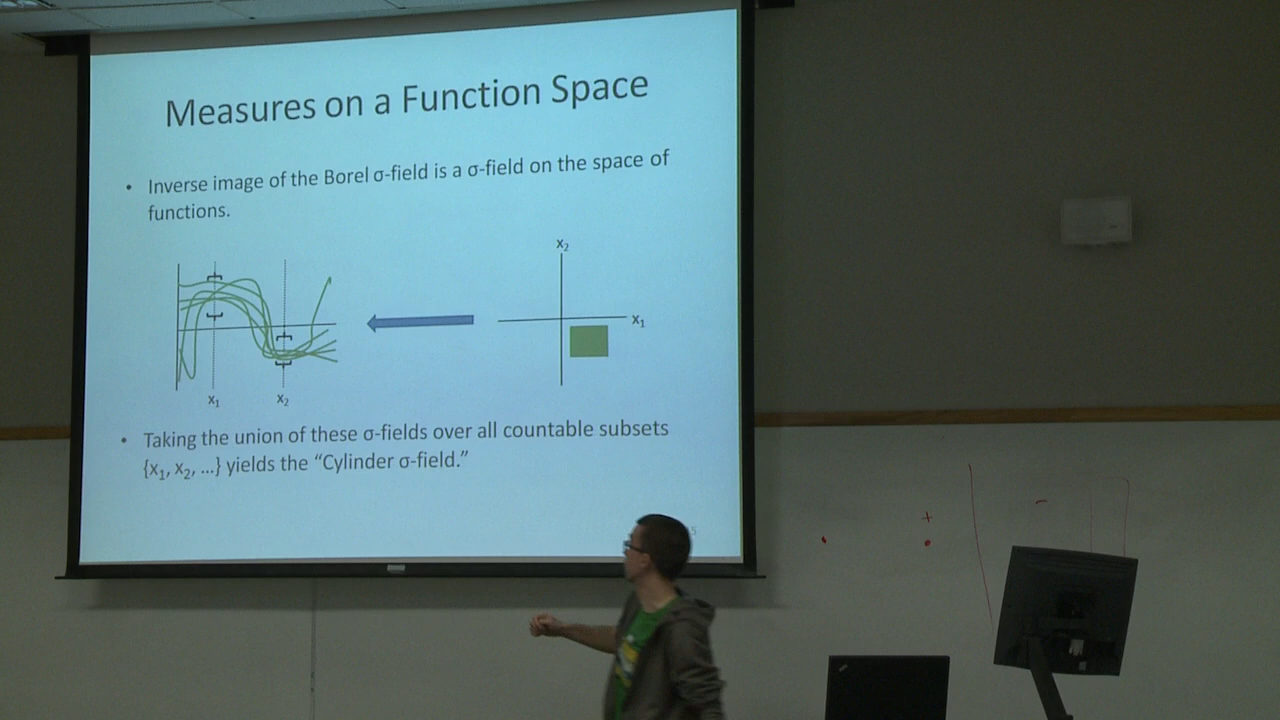 Measures on a Function Space
• Inverse image of the Borel σ-field is a σ-field on the space of
functions.
x₂
x₁
x₁ x₂
• Taking the union of these σ-fields over all countable subsets
{x₁, x₂, ...} yields the “Cylinder σ-field.”